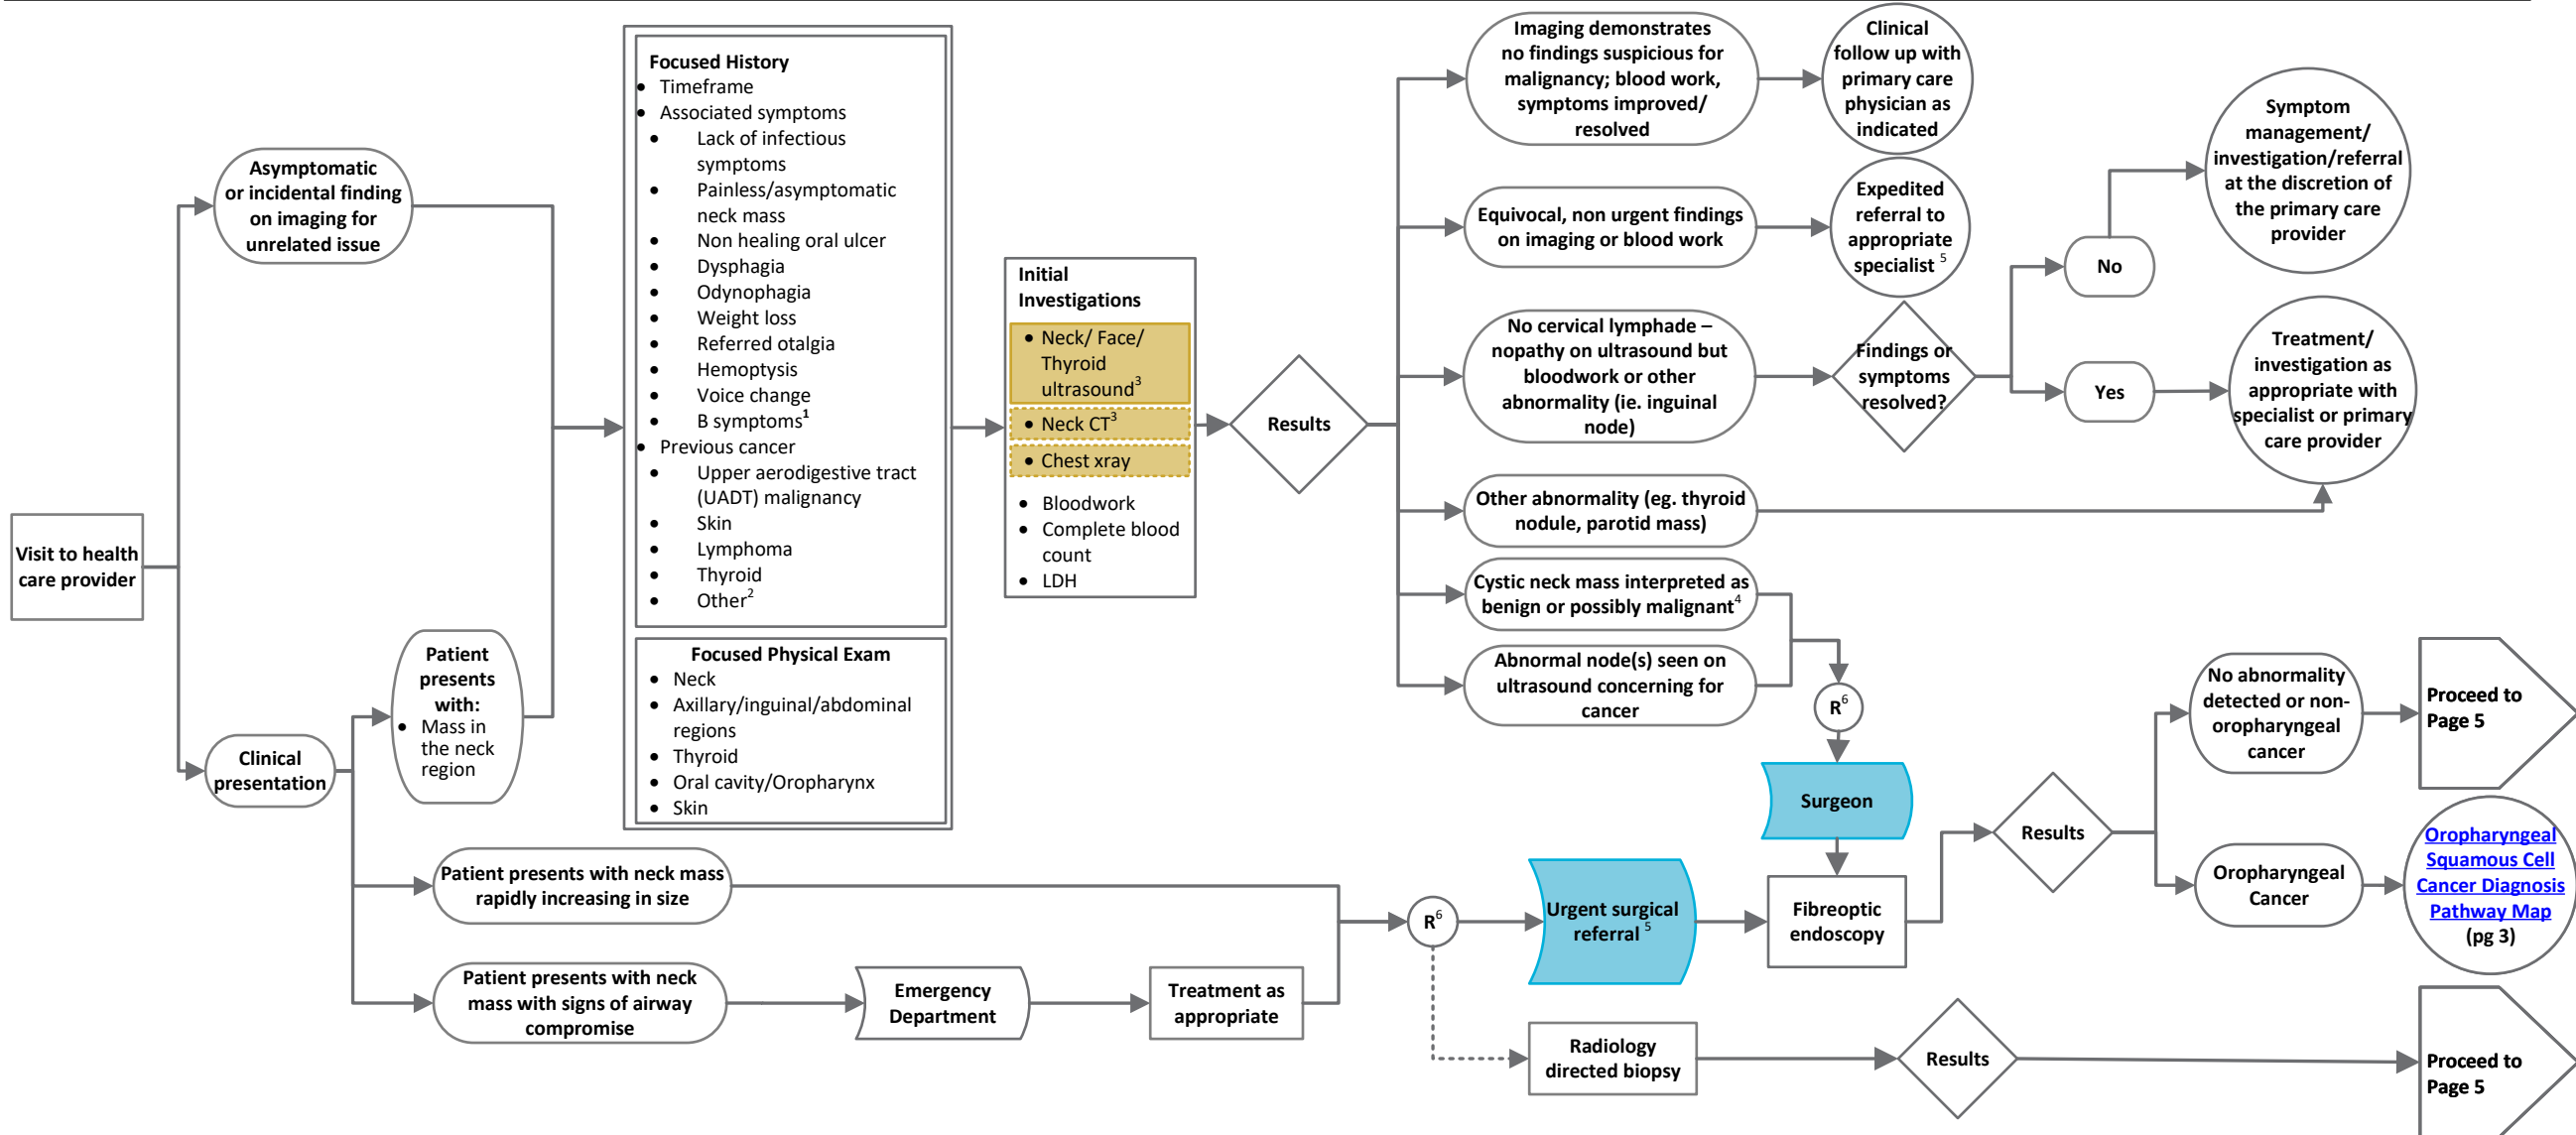 Visit to health
care provider
Asymptomatic
or incidental finding
on imaging for
unrelated issue
Clinical
presentation
Patient
presents
with:
• Mass in
the neck
region
Patient presents with neck mass
rapidly increasing in size
Patient presents with neck
mass with signs of airway
compromise
Emergency
Department
Treatment as
appropriate
Focused History
• Timeframe
• Associated symptoms
• Lack of infectious
symptoms
• Painless/asymptomatic
neck mass
• Non healing oral ulcer
• Dysphagia
• Odynophagia
• Weight loss
• Referred otalgia
• Hemoptysis
• Voice change
• B symptoms¹
• Previous cancer
• Upper aerodigestive tract
(UADT) malignancy
• Skin
• Lymphoma
• Thyroid
• Other²
Focused Physical Exam
• Neck
• Axillary/inguinal/abdominal
regions
• Thyroid
• Oral cavity/Oropharynx
• Skin
Initial
Investigations
• Neck/ Face/
Thyroid
ultrasound³
• Neck CT³
• Chest xray
• Bloodwork
• Complete blood
count
• LDH
Results
Imaging demonstrates
no findings suspicious for
malignancy; blood work,
symptoms improved/
resolved
Clinical
follow up with
primary care
physician as
indicated
Equivocal, non urgent findings
on imaging or blood work
Expedited
referral to
appropriate
specialist ⁵
No cervical lymphade –
nopathy on ultrasound but
bloodwork or other
abnormality (ie. inguinal
node)
Findings or
symptoms
resolved?
No
Yes
Symptom
management/
investigation/referral
at the discretion of
the primary care
provider
Treatment/
investigation as
appropriate with
specialist or primary
care provider
Other abnormality (eg. thyroid
nodule, parotid mass)
Cystic neck mass interpreted as
benign or possibly malignant⁴
Abnormal node(s) seen on
ultrasound concerning for
cancer
R⁶
Surgeon
R⁶
Urgent surgical
referral ⁵
Fibreoptic
endoscopy
Results
No abnormality
detected or non-
oropharyngeal
cancer
Proceed to
Page 5
Oropharyngeal
Cancer
Oropharyngeal
Squamous Cell
Cancer Diagnosis
Pathway Map
(pg 3)
Radiology
directed biopsy
Results
Proceed to
Page 5